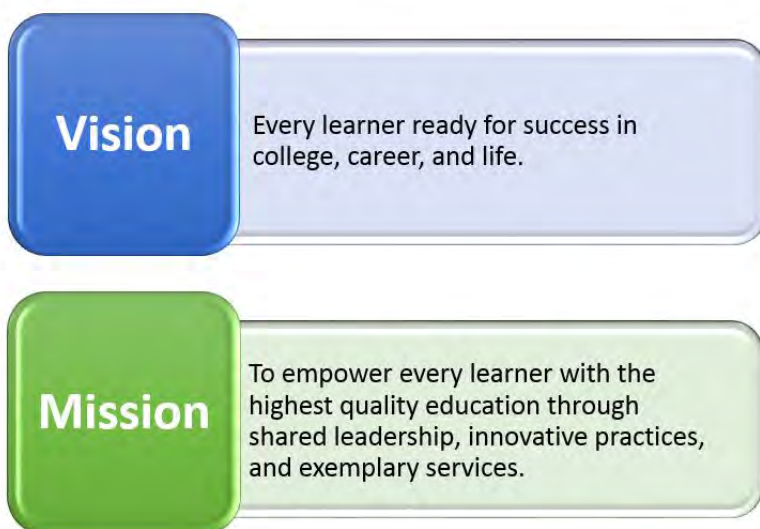 Vision
Every learner ready for success in
college, career, and life.
Mission
To empower every learner with the
highest quality education through
shared leadership, innovative practices,
and exemplary services.